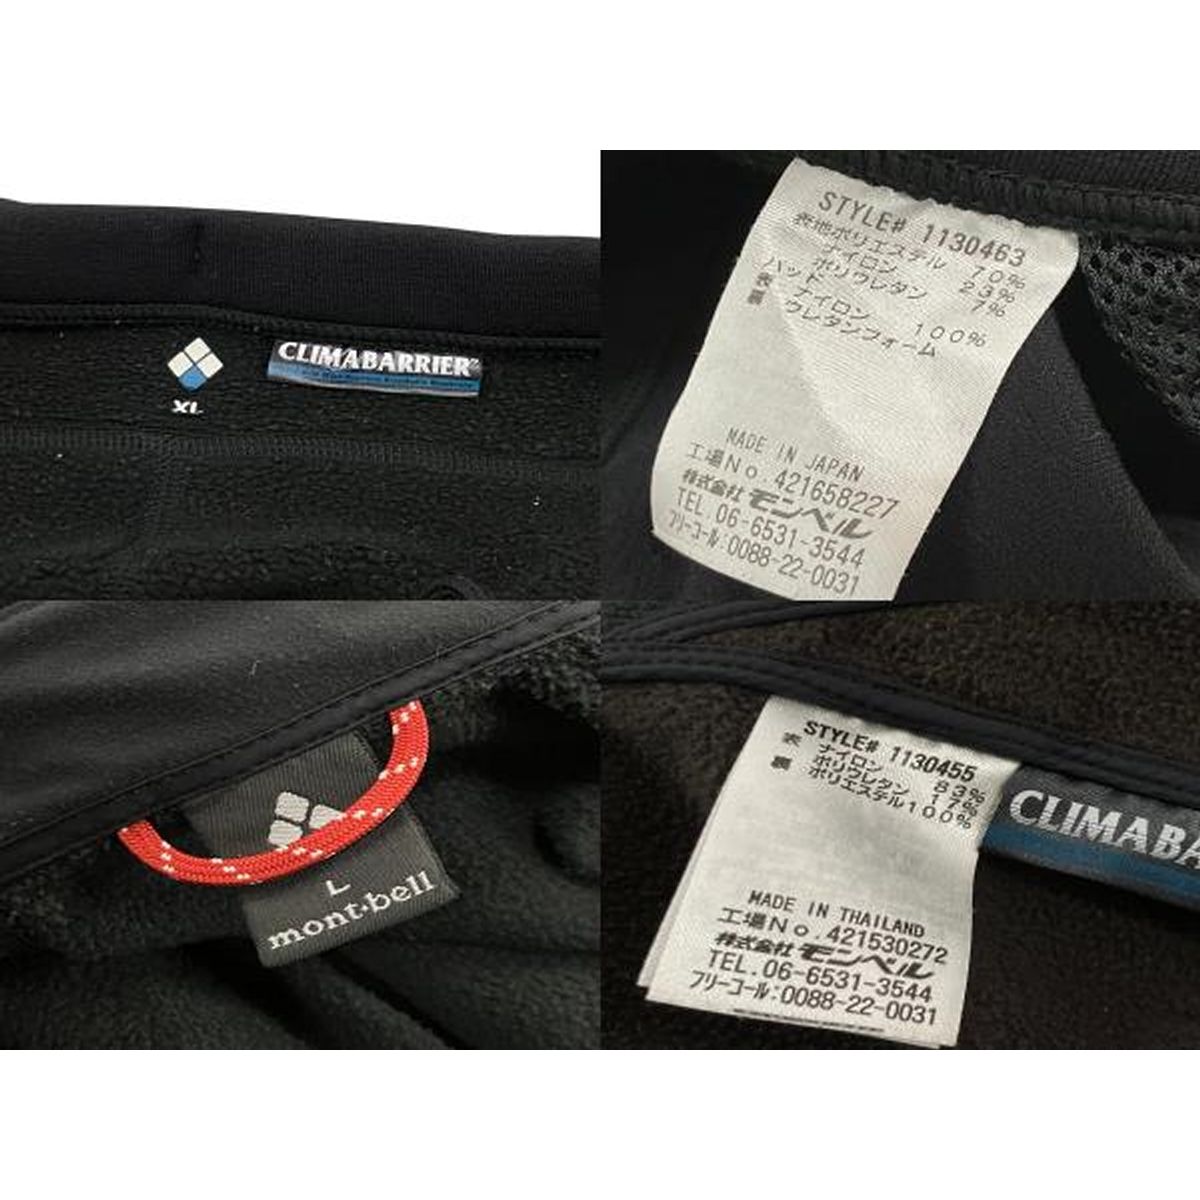 CLIMABARRIER
XL
STYLE# 1130463
表地ポリエステル 70%
ナイロン 23%
ポリウレタン 7%
パッド
表 ナイロン 100%
裏 ウレタンフォーム
MADE IN JAPAN
工場No. 421658227
株式会社 モンベル
TEL 06-6531-3544
フリーコール:0088-22-0031
L
mont-bell
STYLE# 1130455
表 ナイロン 83%
ポリウレタン 17%
裏 ポリエステル100%
MADE IN THAILAND
工場No.421530272
株式会社 モンベル
TEL.06-6531-3544
フリーコール:0088-22-0031
CLIMABA